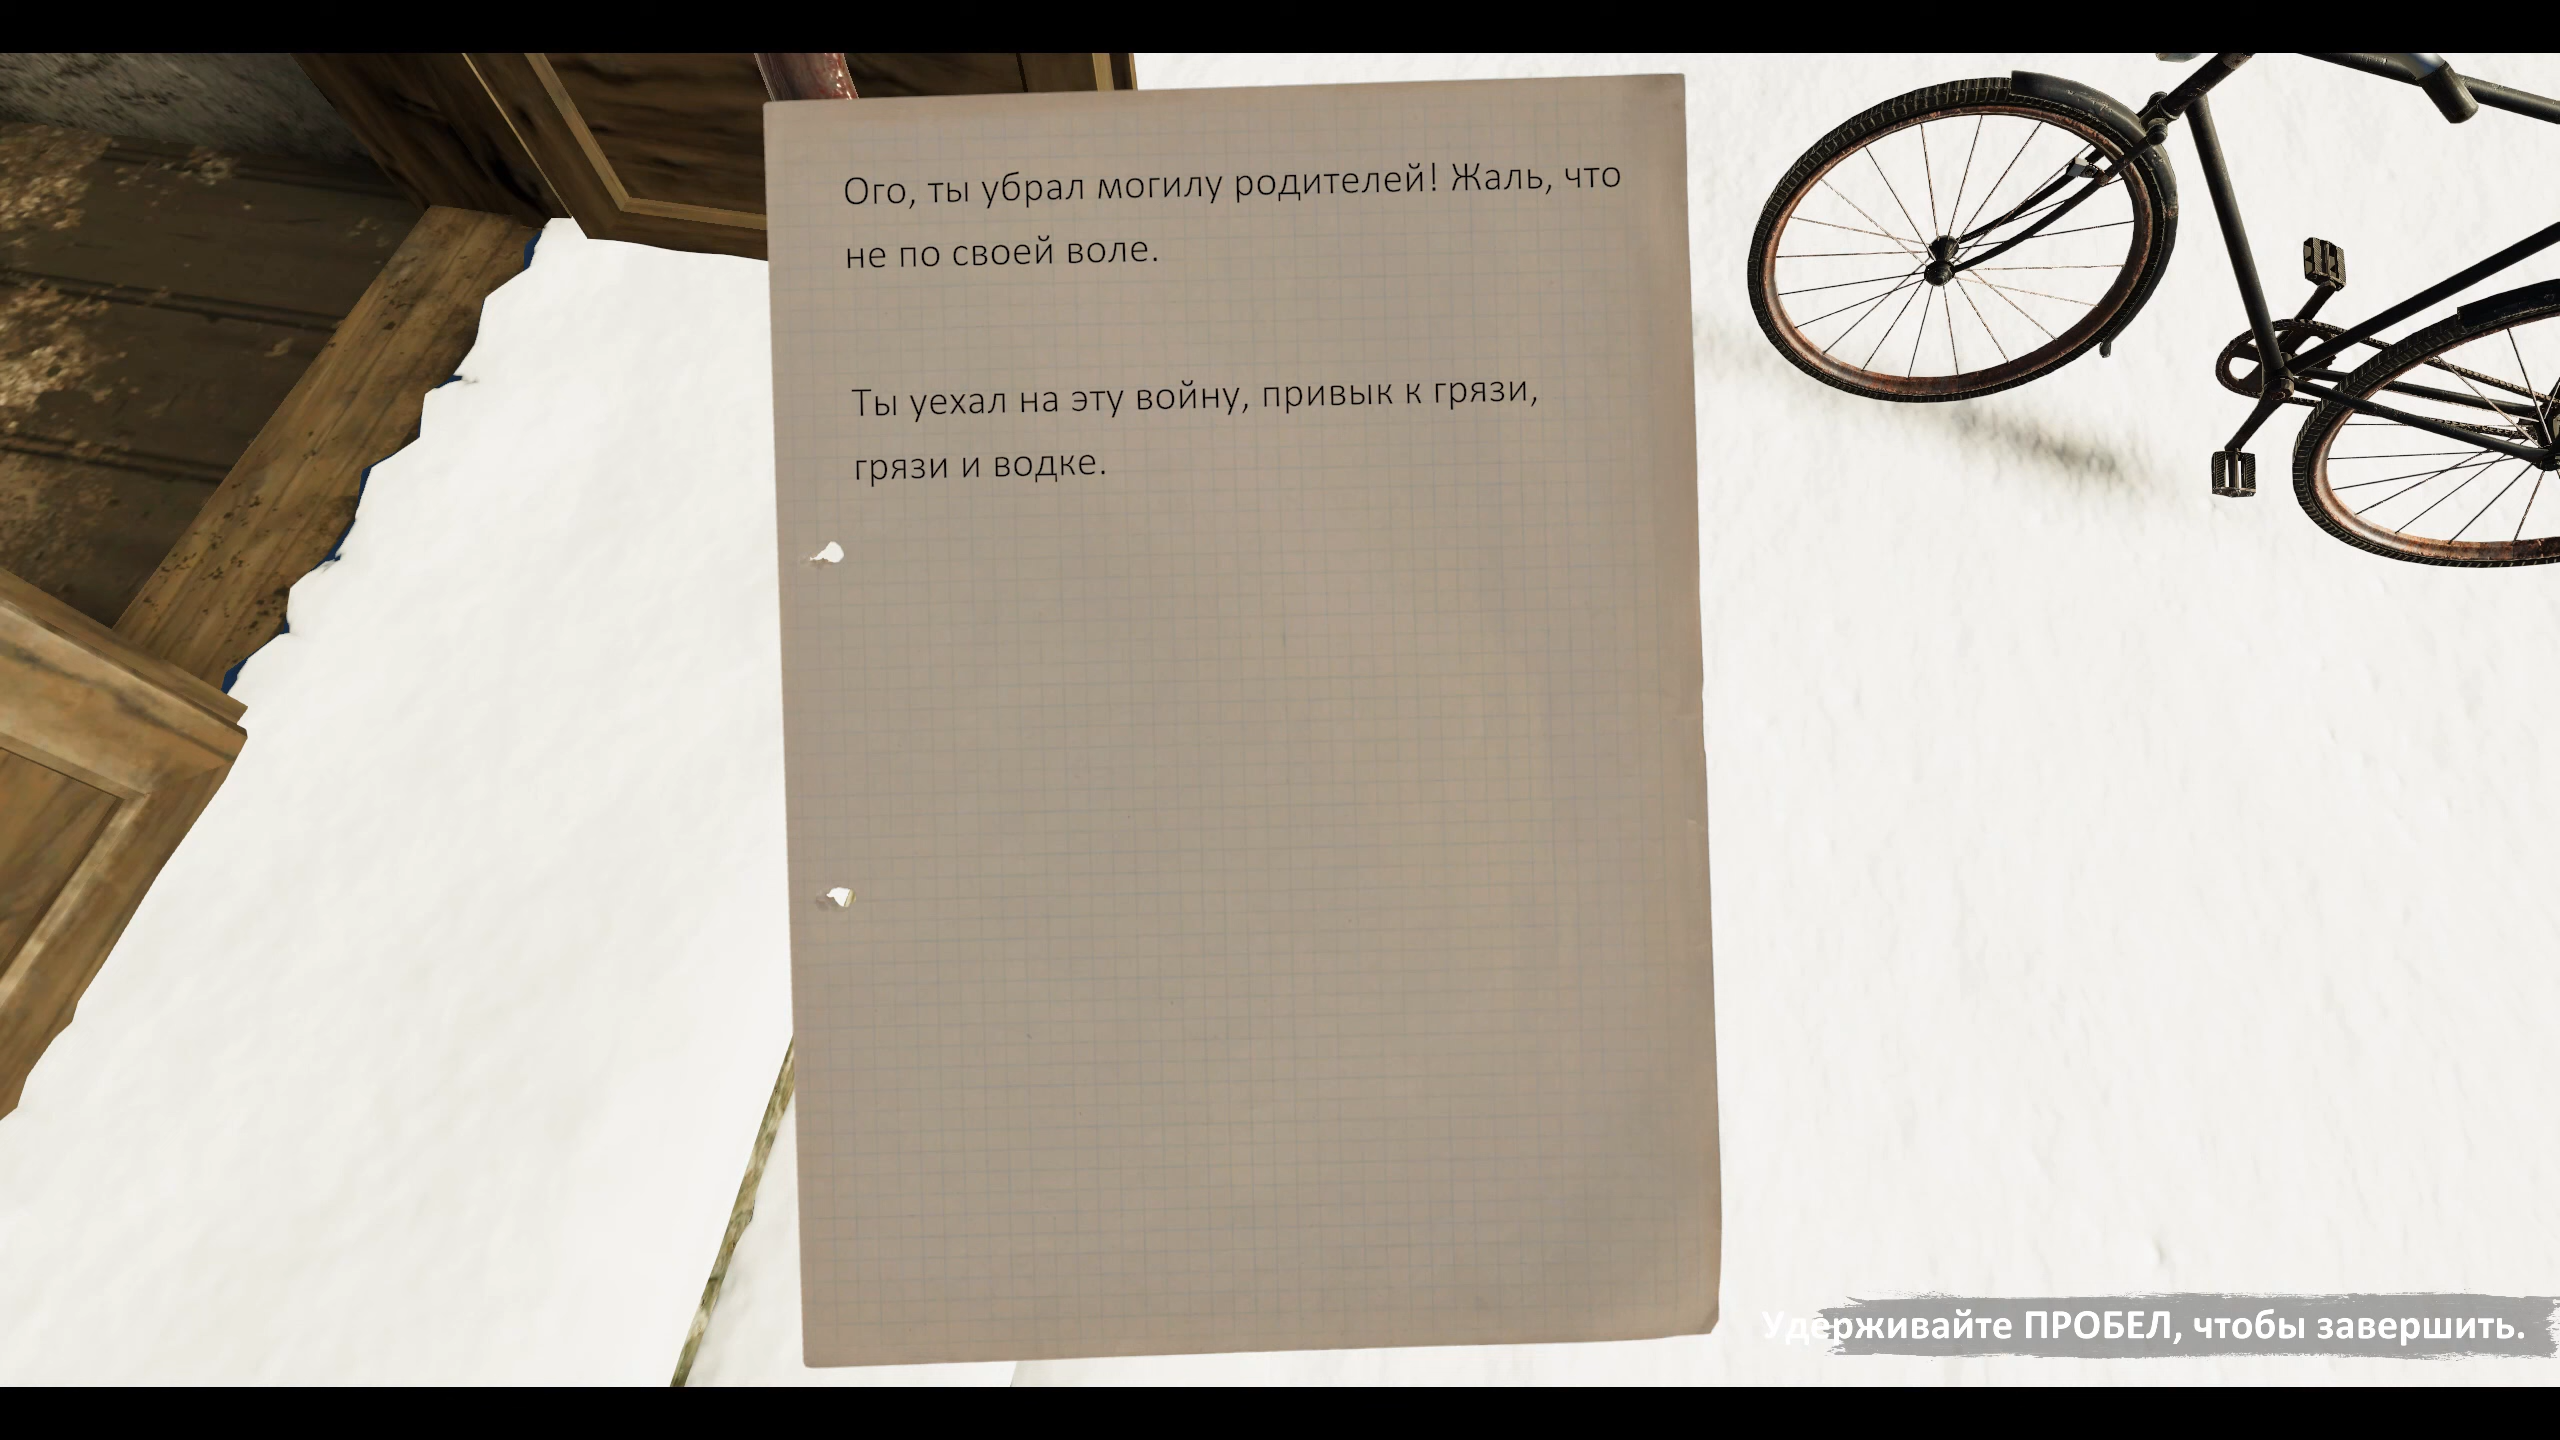 Ого, ты убрал могилу родителей! Жаль, что
не по своей воле.
Ты уехал на эту войну, привык к грязи,
грязи и водке.
Удерживайте ПРОБЕЛ, чтобы завершить.